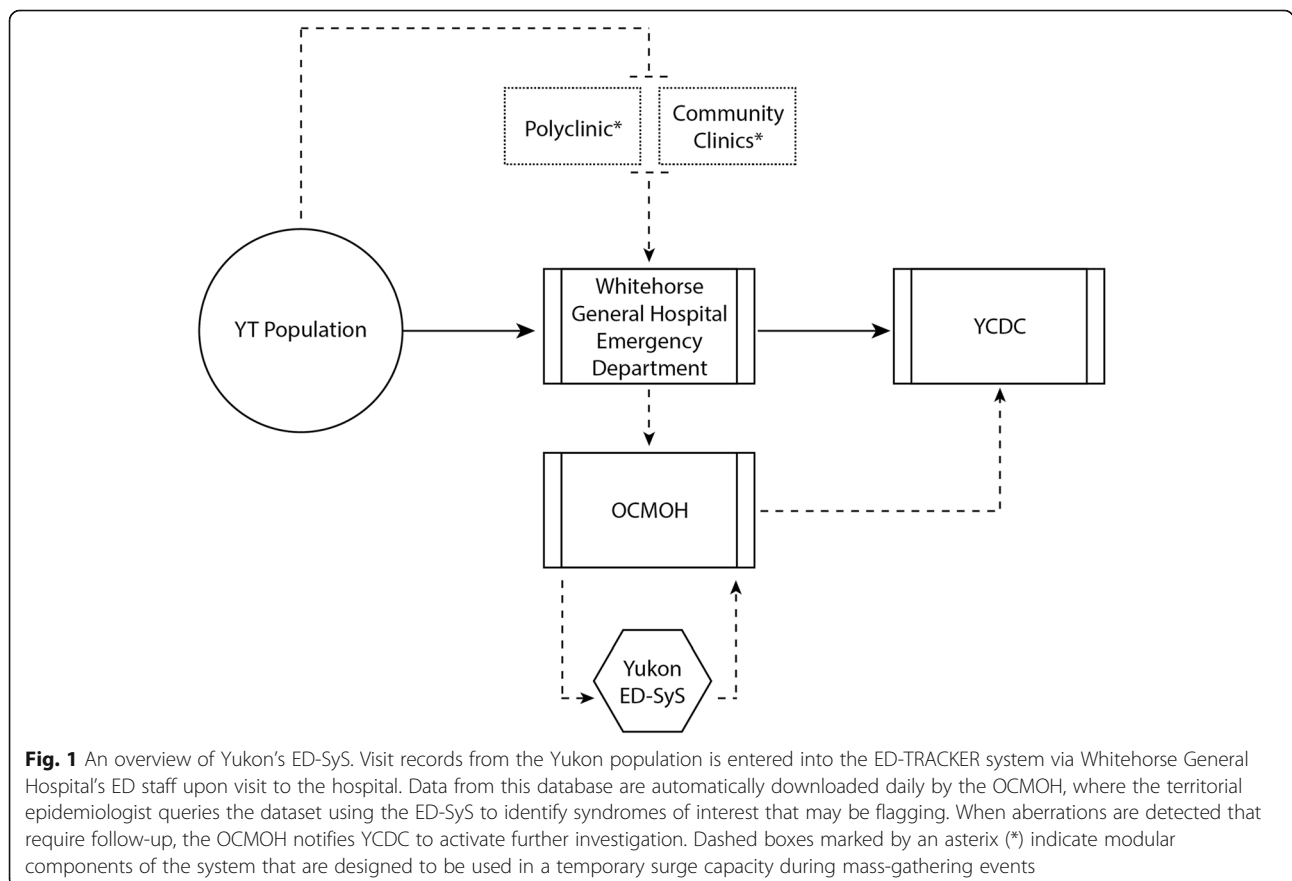 Polyclinic*
Community
Clinics*
YT Population
Whitehorse
General Hospital
Emergency
Department
YCDC
OCMOH
Yukon
ED-SyS
Fig. 1 An overview of Yukon's ED-SyS. Visit records from the Yukon population is entered into the ED-TRACKER system via Whitehorse General
Hospital's ED staff upon visit to the hospital. Data from this database are automatically downloaded daily by the OCMOH, where the territorial
epidemiologist queries the dataset using the ED-SyS to identify syndromes of interest that may be flagging. When aberrations are detected that
require follow-up, the OCMOH notifies YCDC to activate further investigation. Dashed boxes marked by an asterix (*) indicate modular
components of the system that are designed to be used in a temporary surge capacity during mass-gathering events